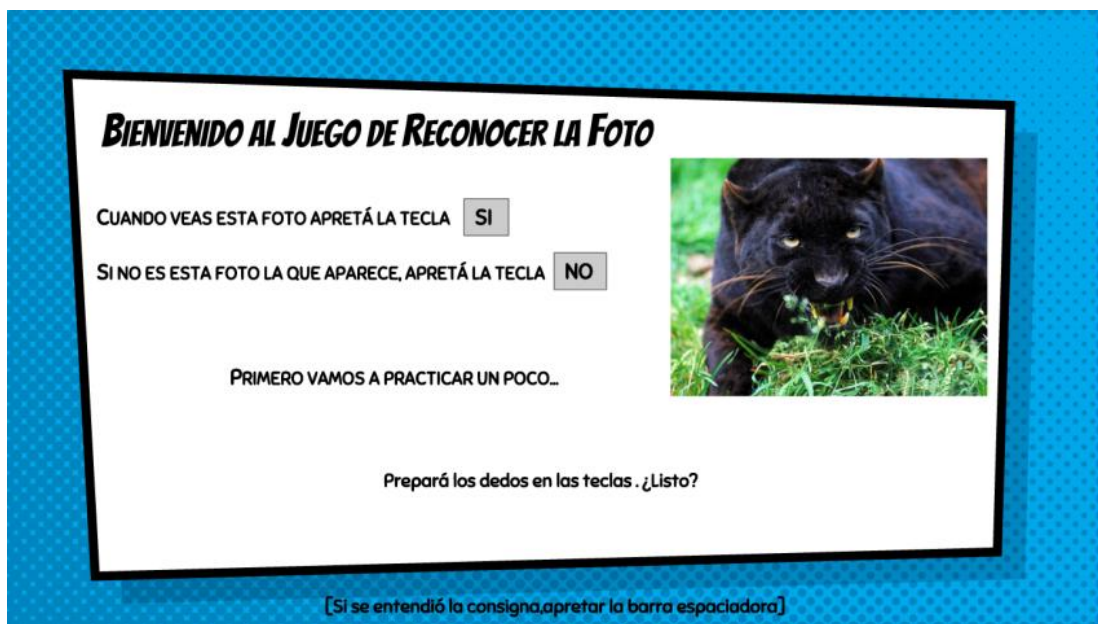 Bienvenido al Juego de Reconocer la Foto
Cuando veas esta foto apretá la tecla SI
Si no es esta foto la que aparece, apretá la tecla NO
Primero vamos a practicar un poco...
Prepará los dedos en las teclas . ¿Listo?
[Si se entendió la consigna,apretar la barra espaciadora]